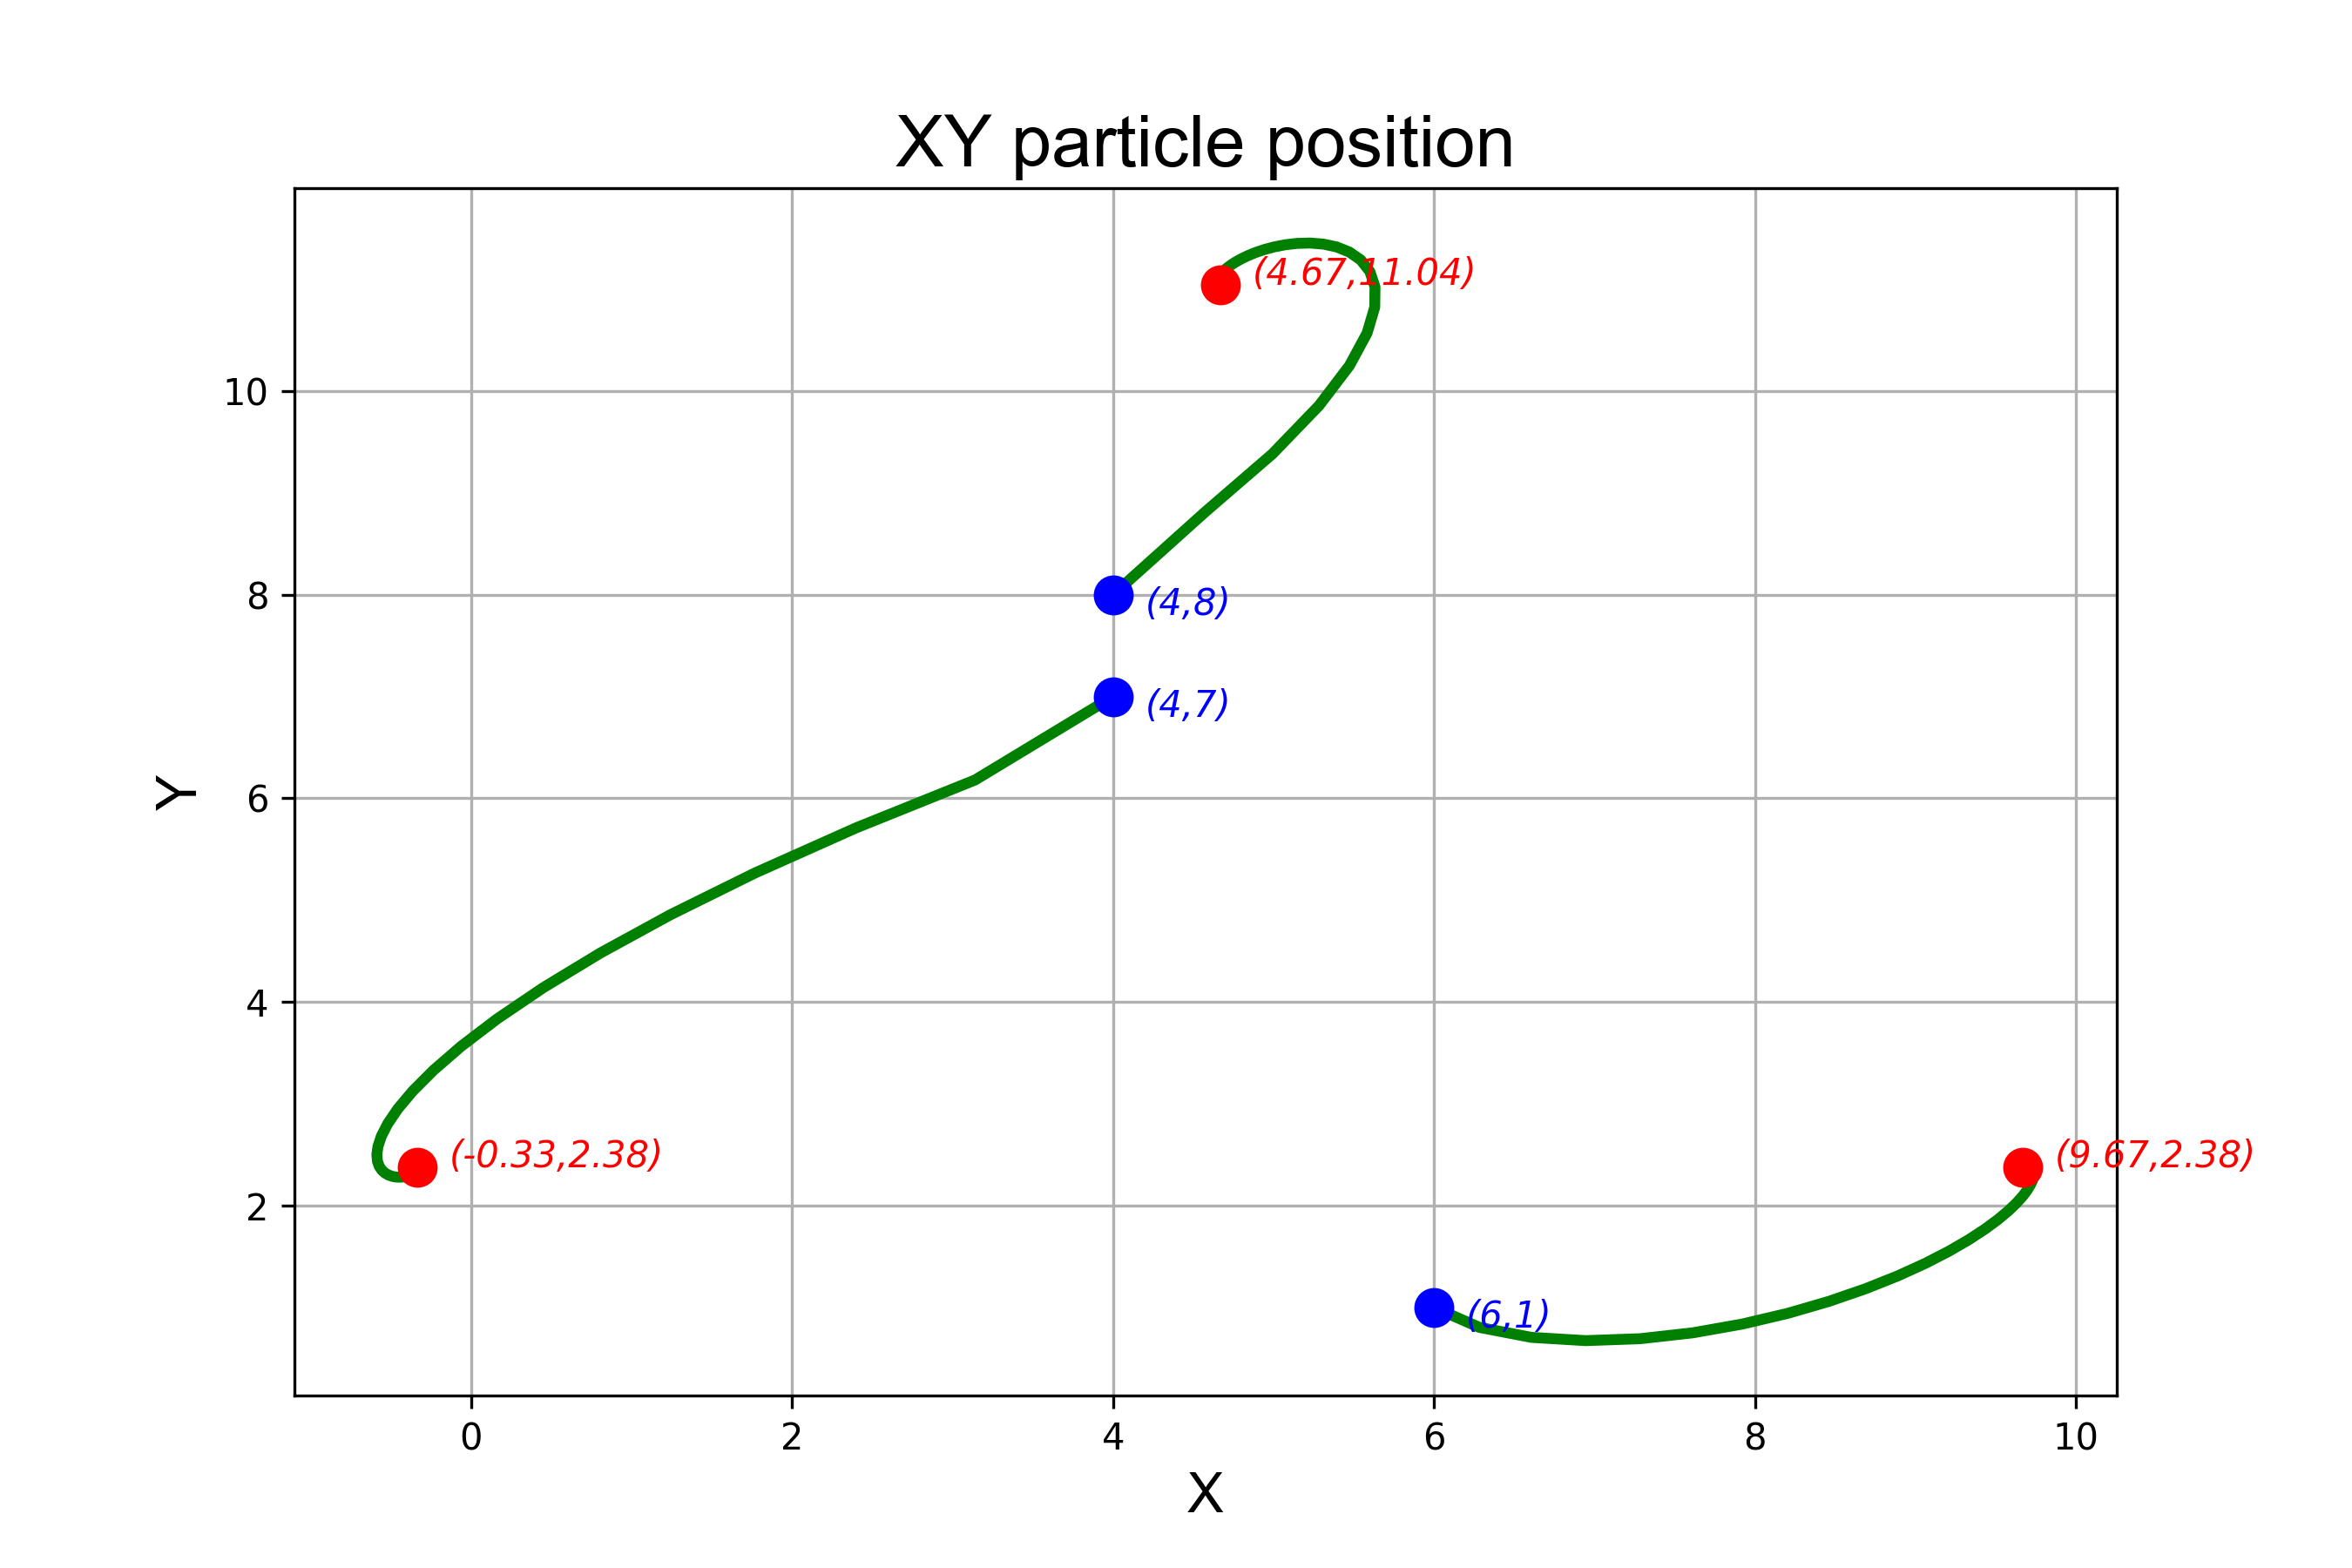 XY particle position
(4.67,11.04)
10
8
(4,8)
(4,7)
Y
6
4
(-0.33,2.38)
(9.67,2.38)
2
(6,1)
0 2 4 6 8 10
X